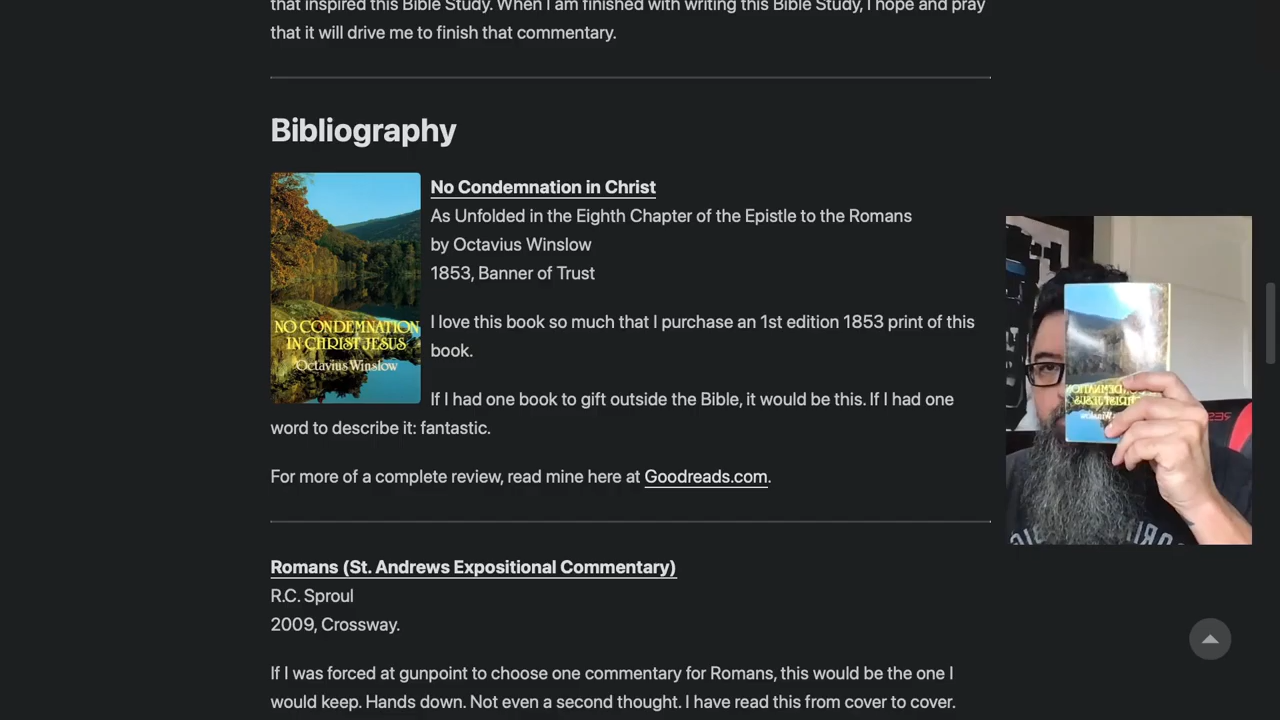 that inspired this Bible Study. When I am finished with writing this Bible Study, I hope and pray
that it will drive me to finish that commentary.
Bibliography
NO CONDEMNATION
IN CHRIST JESUS
Octavius Winslow
No Condemnation in Christ
As Unfolded in the Eighth Chapter of the Epistle to the Romans
by Octavius Winslow
1853, Banner of Trust
I love this book so much that I purchase an 1st edition 1853 print of this
book.
If I had one book to gift outside the Bible, it would be this. If I had one
word to describe it: fantastic.
For more of a complete review, read mine here at Goodreads.com.
Romans (St. Andrews Expositional Commentary)
R.C. Sproul
2009, Crossway.
If I was forced at gunpoint to choose one commentary for Romans, this would be the one I
would keep. Hands down. Not even a second thought. I have read this from cover to cover.